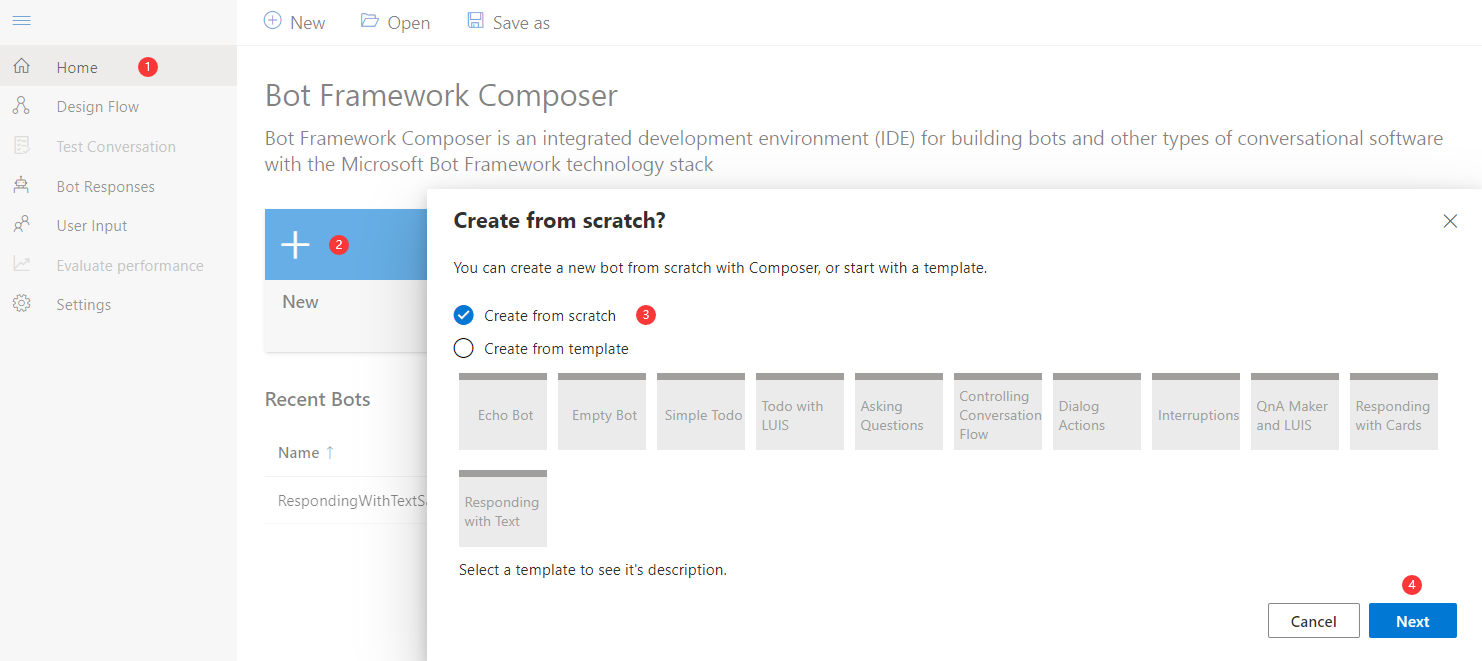 New
Open
Save as
Home
1
Design Flow
Test Conversation
Bot Responses
User Input
Evaluate performance
Settings
Bot Framework Composer
Bot Framework Composer is an integrated development environment (IDE) for building bots and other types of conversational software
with the Microsoft Bot Framework technology stack
2
New
Recent Bots
Name ↑
RespondingWithTextSa
Create from scratch?
You can create a new bot from scratch with Composer, or start with a template.
Create from scratch
3
Create from template
Echo Bot
Empty Bot
Simple Todo
Todo with
LUIS
Asking
Questions
Controlling
Conversation
Flow
Dialog
Actions
Interruptions
QnA Maker
and LUIS
Responding
with Cards
Responding
with Text
Select a template to see it's description.
4
Cancel
Next